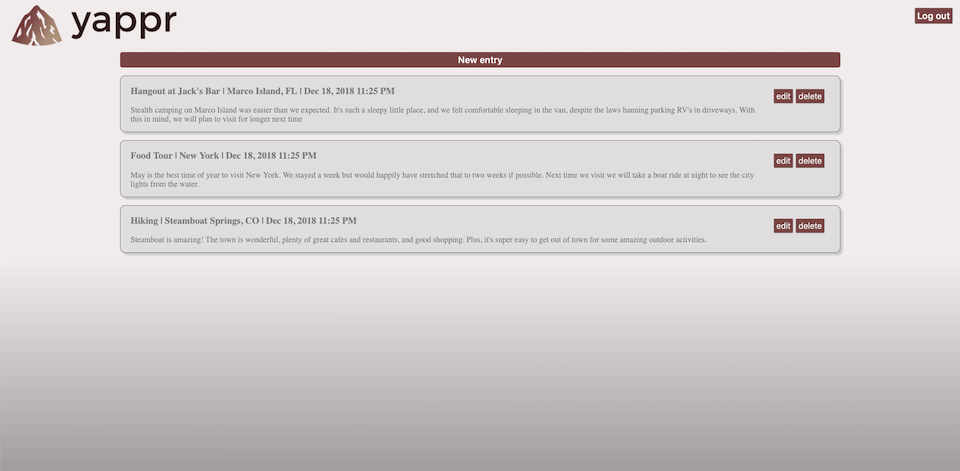 yappr
Log out
New entry
Hangout at Jack's Bar | Marco Island, FL | Dec 18, 2018 11:25 PM
edit delete
Stealth camping on Marco Island was easier than we expected. It's such a sleepy little place, and we felt comfortable sleeping in the van, despite the laws banning parking RV's in driveways. With
this in mind, we will plan to visit for longer next time
Food Tour | New York | Dec 18, 2018 11:25 PM
edit delete
May is the best time of year to visit New York. We stayed a week but would happily have stretched that to two weeks if possible. Next time we visit we will take a boat ride at night to see the city
lights from the water.
Hiking | Steamboat Springs, CO | Dec 18, 2018 11:25 PM
edit delete
Steamboat is amazing! The town is wonderful, plenty of great cafes and restaurants, and good shopping. Plus, it's super easy to get out of town for some amazing outdoor activities.